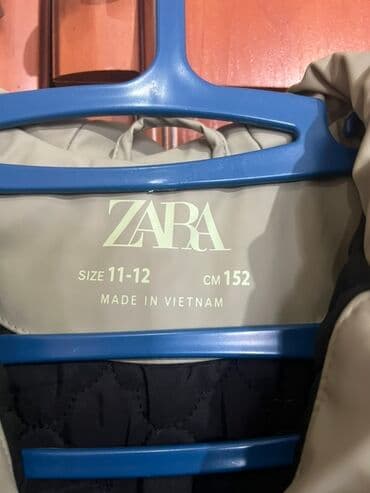 ZARA
SIZE 11-12 CM 152
MADE IN VIETNAM